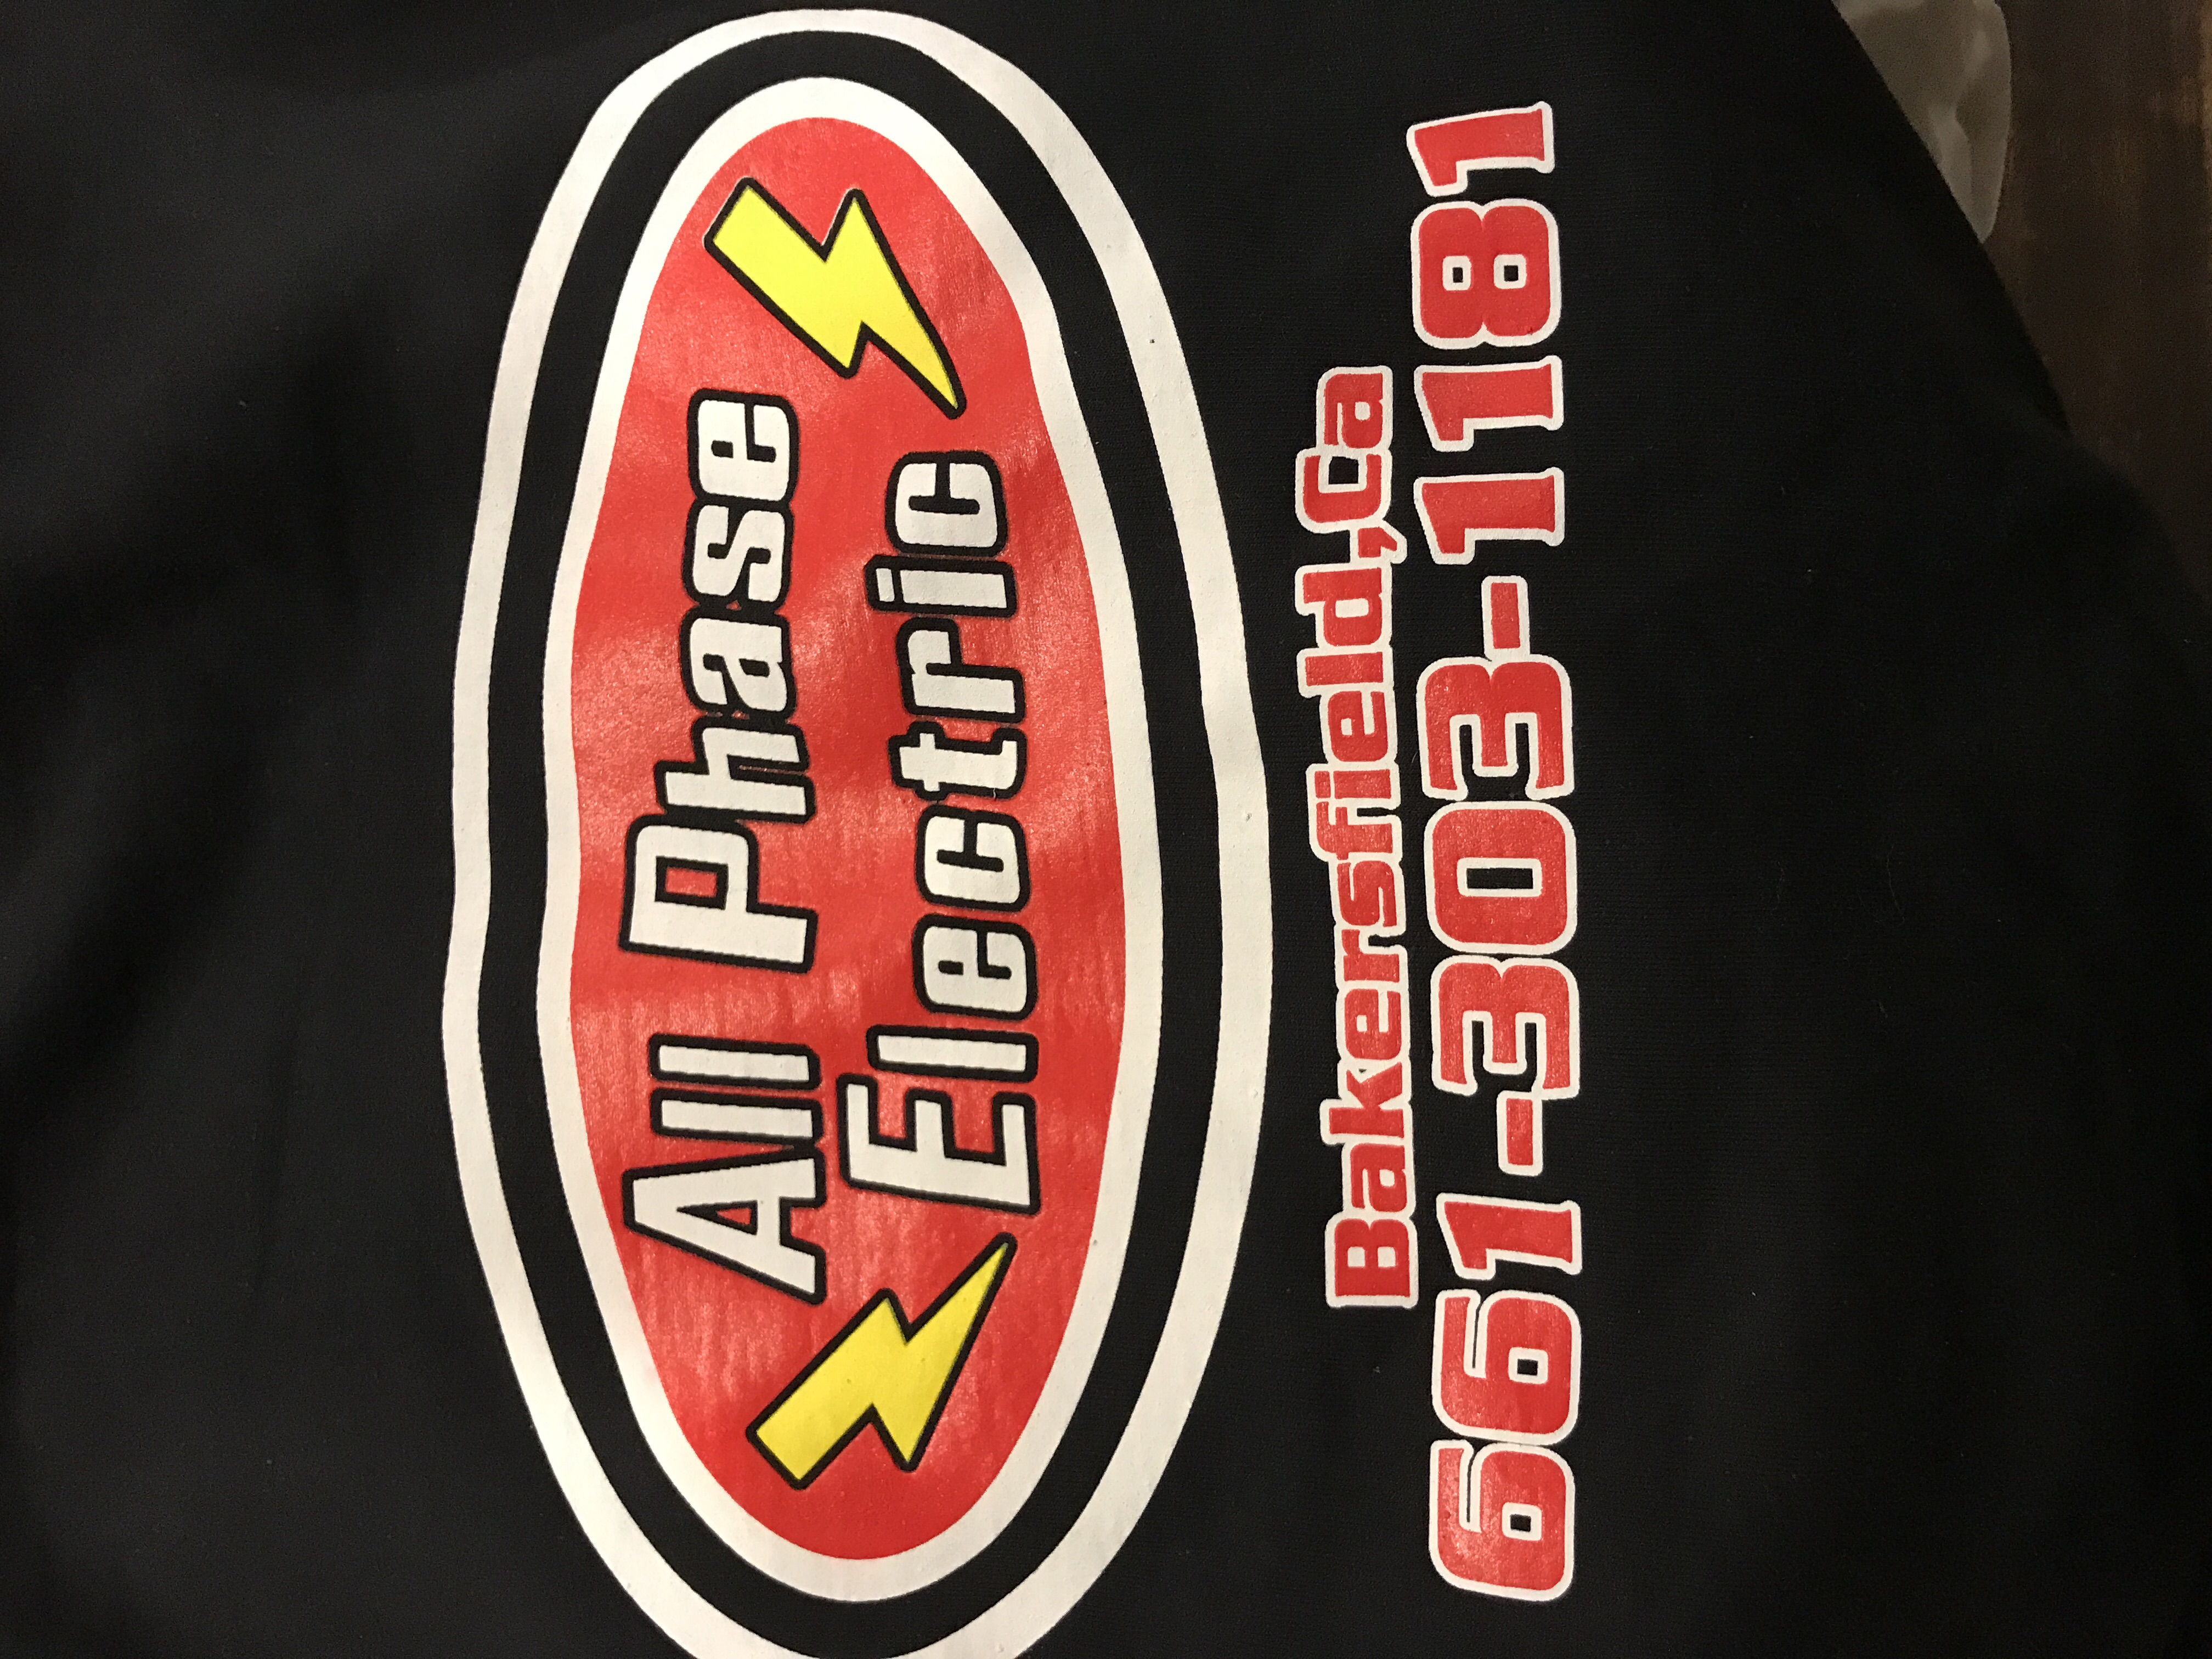 All Phase
Electric
Bakersfield,Ca
661-303-1181